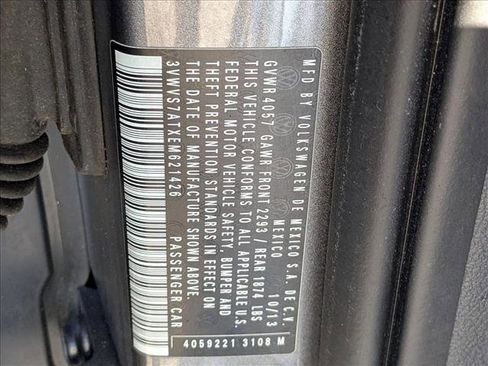 MFD BY VOLKSWAGEN DE MEXICO S.A. DE C.V.
MEXICO 10/13
GVWR 4057 GAWR FRONT 2293 / REAR 1874 LBS
THIS VEHICLE CONFORMS TO ALL APPLICABLE U.S.
FEDERAL MOTOR VEHICLE SAFETY, BUMPER AND
THEFT PREVENTION STANDARDS IN EFFECT ON
THE DATE OF MANUFACTURE SHOWN ABOVE.
3VWVS7ATXEM621426 PASSENGER CAR
4059221 3108 M